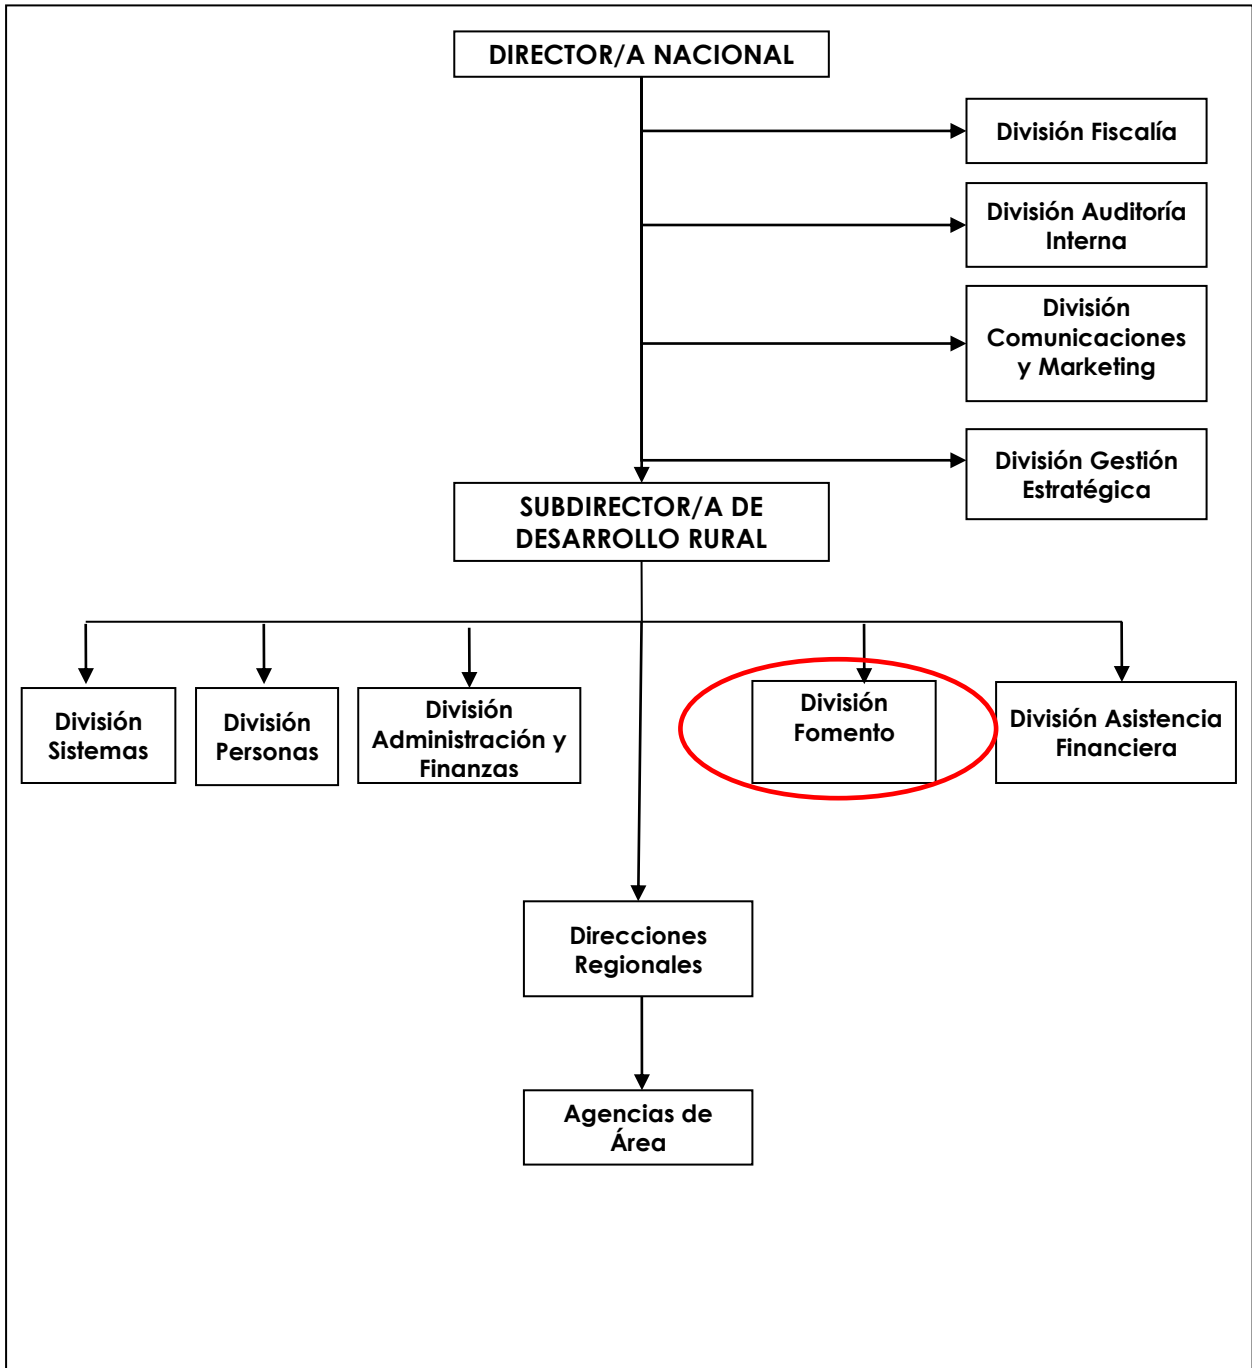 DIRECTOR/A NACIONAL
División Fiscalía
División Auditoría
Interna
División
Comunicaciones
y Marketing
División Gestión
Estratégica
SUBDIRECTOR/A DE
DESARROLLO RURAL
División
Sistemas
División
Personas
División
Administración y
Finanzas
División
Fomento
División Asistencia
Financiera
Direcciones
Regionales
Agencias de
Área